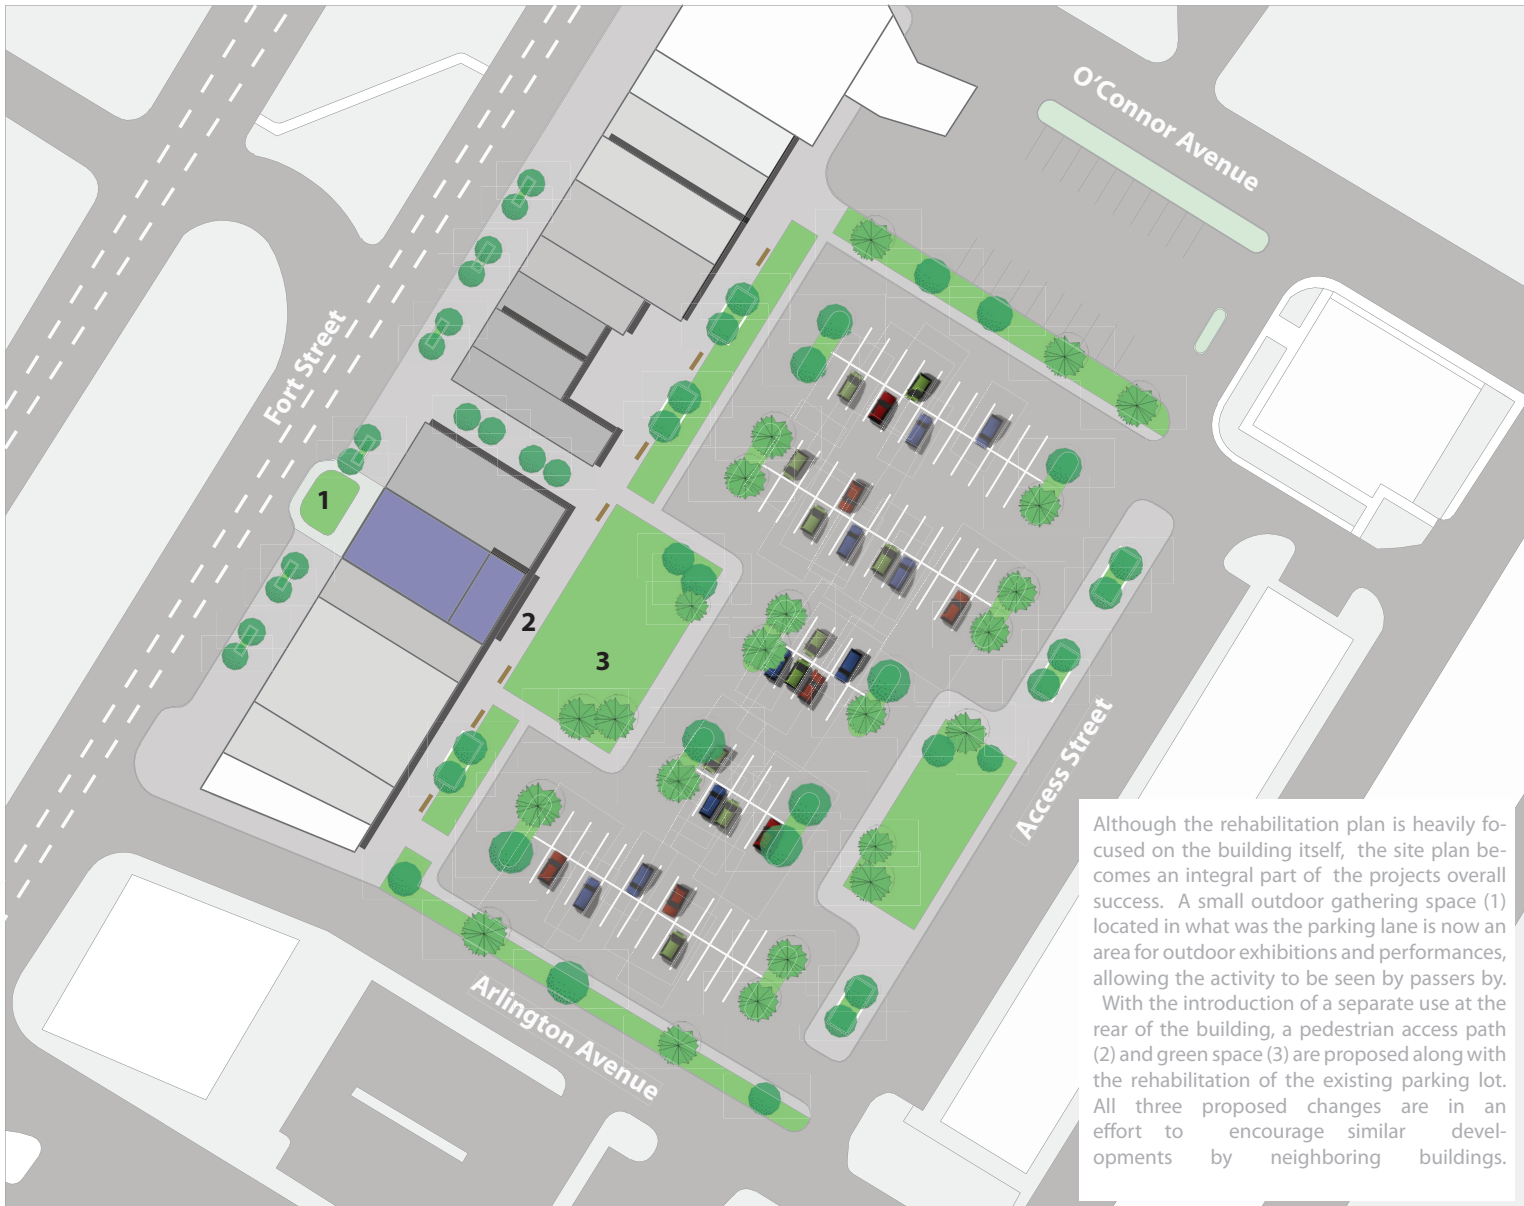 O'Connor Avenue
Fort Street
1
2
3
Access Street
Arlington Avenue
Although the rehabilitation plan is heavily fo-
cused on the building itself, the site plan be-
comes an integral part of the projects overall
success. A small outdoor gathering space (1)
located in what was the parking lane is now an
area for outdoor exhibitions and performances,
allowing the activity to be seen by passers by.
With the introduction of a separate use at the
rear of the building, a pedestrian access path
(2) and green space (3) are proposed along with
the rehabilitation of the existing parking lot.
All three proposed changes are in an
effort to encourage similar devel-
opments by neighboring buildings.